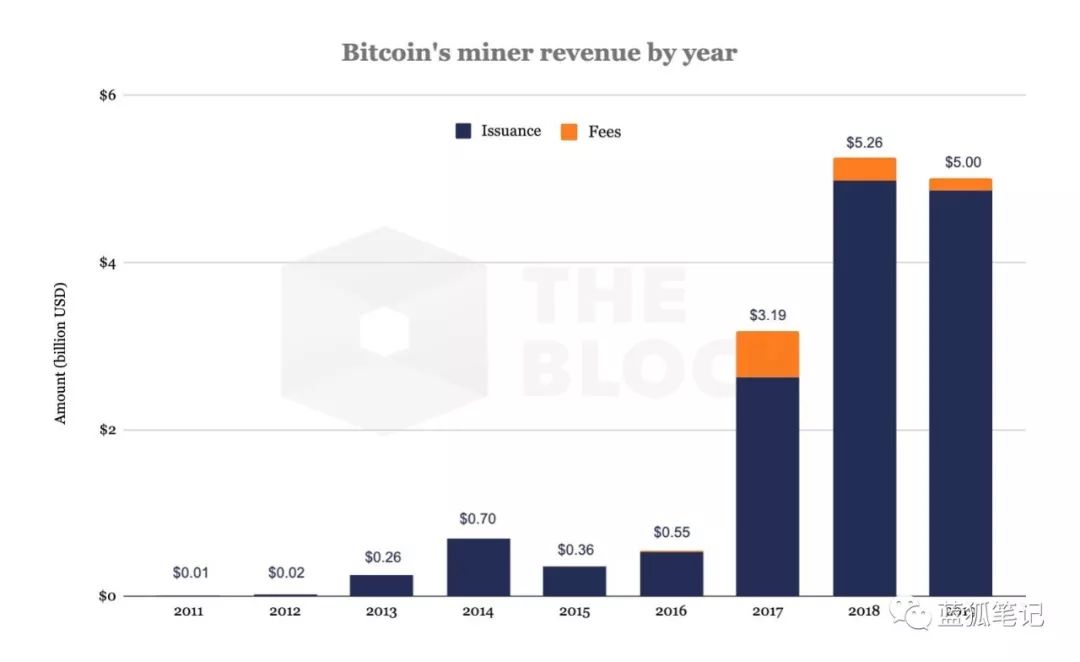 Bitcoin's miner revenue by year
$6
Issuance Fees
$5.26
$5.00
$4
THE
BLOC
$3.19
Amount (billion USD)
$2
$0.70
$0.55
$0.36
$0.26
$0.01
$0.02
$0
2011 2012 2013 2014 2015 2016 2017 2018
蓝狐笔记